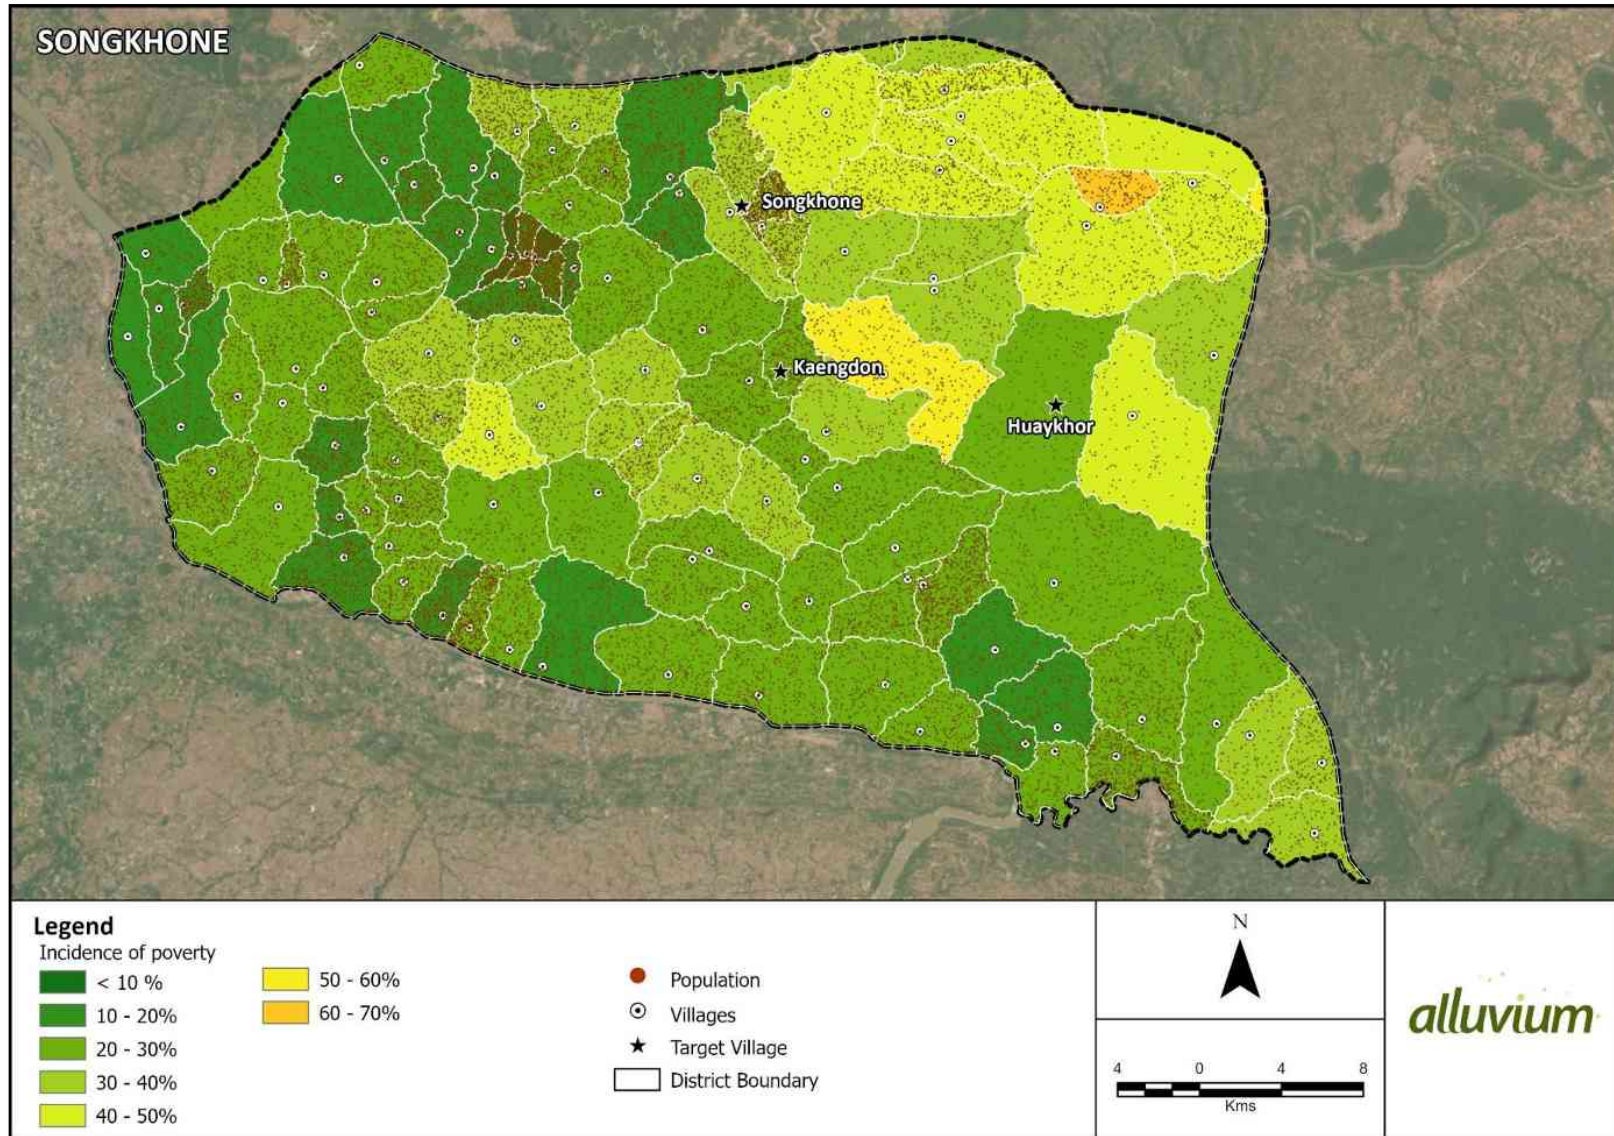 SONGKHONE
Songkhone
Kaengdon
Huaykhor
Legend
Incidence of poverty
< 10 %
10 - 20%
20 - 30%
30 - 40%
40 - 50%
50 - 60%
60 - 70%
Population
Villages
Target Village
District Boundary
N
4 0 4 8
Kms
alluvium